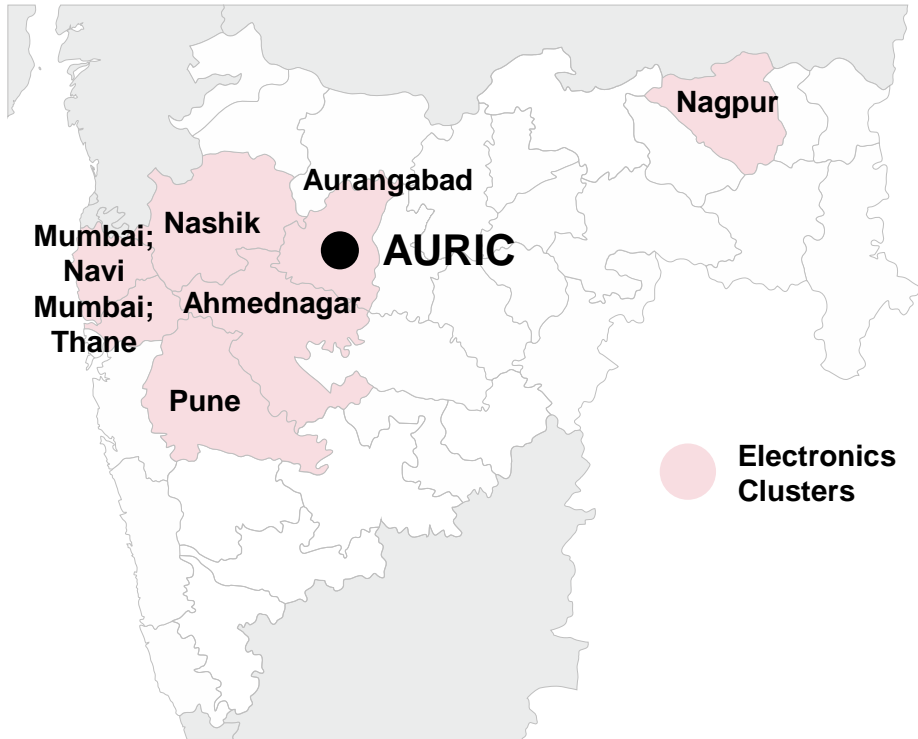 Nagpur
Aurangabad
Nashik
Mumbai;
Navi
Mumbai;
Thane
AURIC
Ahmednagar
Pune
Electronics
Clusters